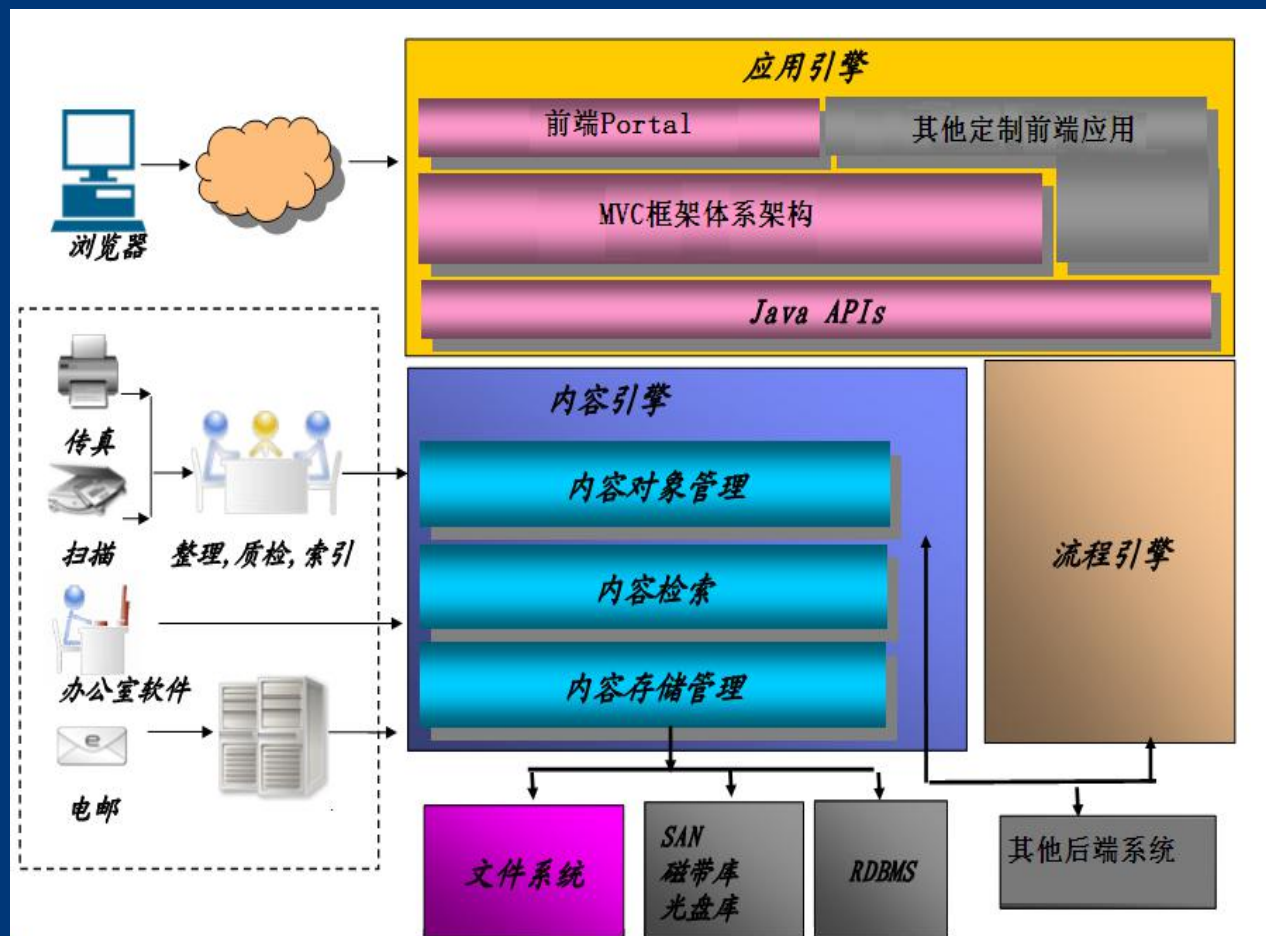 应用引擎
前端Portal
其他定制前端应用
MVC框架体系架构
Java APIs
浏览器
传真
扫描
整理,质检,索引
办公室软件
e
电邮
内容引擎
内容对象管理
内容检索
内容存储管理
流程引擎
文件系统
SAN
磁带库
光盘库
RDBMS
其他后端系统